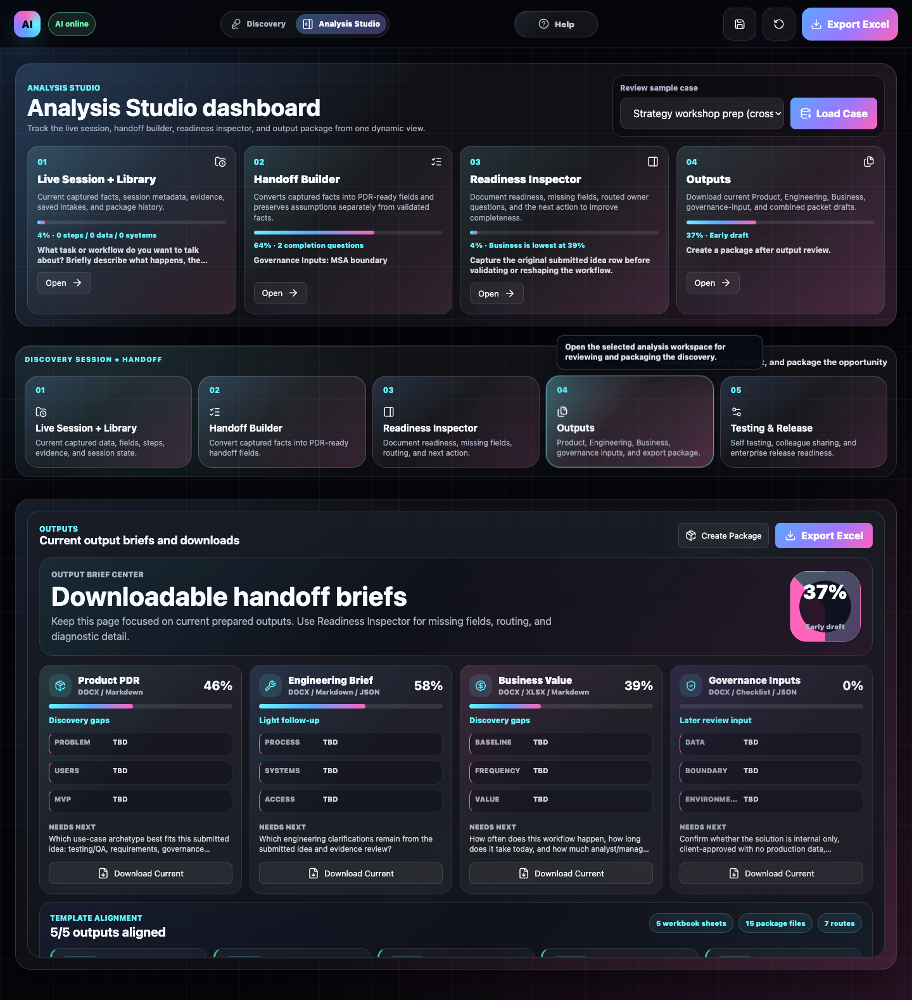 AI
AI online
Discovery
Analysis Studio
Help
Export Excel
ANALYSIS STUDIO
Analysis Studio dashboard
Track the live session, handoff builder, readiness inspector, and output package from one dynamic view.
Review sample case
Strategy workshop prep (cross
Load Case
01
Live Session + Library
Current captured facts, session metadata, evidence,
saved intakes, and package history.
4% · 0 steps / 0 data / 0 systems
What task or workflow do you want to talk
about? Briefly describe what happens, the...
Open
02
Handoff Builder
Converts captured facts into PDR-ready fields and
preserves assumptions separately from validated
facts.
64% · 2 completion questions
Governance Inputs: MSA boundary
Open
03
Readiness Inspector
Document readiness, missing fields, routed owner
questions, and the next action to improve
completeness.
4% · Business is lowest at 39%
Capture the original submitted idea row before
validating or reshaping the workflow.
Open
04
Outputs
Download current Product, Engineering, Business,
governance-input, and combined packet drafts.
37% · Early draft
Create a package after output review.
Open
Open the selected analysis workspace for
reviewing and packaging the discovery.
DISCOVERY SESSION + HANDOFF
, and package the opportunity
01
Live Session + Library
Current captured data, fields, steps,
evidence, and session state.
02
Handoff Builder
Convert captured facts into PDR-ready
handoff fields.
03
Readiness Inspector
Document readiness, missing fields,
routing, and next action.
04
Outputs
Product, Engineering, Business,
governance inputs, and export package.
05
Testing & Release
Self testing, colleague sharing, and
enterprise release readiness.
OUTPUTS
Current output briefs and downloads
Create Package
Export Excel
OUTPUT BRIEF CENTER
Downloadable handoff briefs
Keep this page focused on current prepared outputs. Use Readiness Inspector for missing fields, routing, and
diagnostic detail.
37%
Early draft
Product PDR
DOCX / Markdown
46%
Discovery gaps
PROBLEM TBD
USERS TBD
MVP TBD
NEEDS NEXT
Which use-case archetype best fits this submitted
idea: testing/QA, requirements, governance...
Download Current
Engineering Brief
DOCX / Markdown / JSON
58%
Light follow-up
PROCESS TBD
SYSTEMS TBD
ACCESS TBD
NEEDS NEXT
Which engineering clarifications remain from the
submitted idea and evidence review?
Download Current
Business Value
DOCX / XLSX / Markdown
39%
Discovery gaps
BASELINE TBD
FREQUENCY TBD
VALUE TBD
NEEDS NEXT
How often does this workflow happen, how long
does it take today, and how much analyst/manag...
Download Current
Governance Inputs
DOCX / Checklist / JSON
0%
Later review input
DATA TBD
BOUNDARY TBD
ENVIRONME... TBD
NEEDS NEXT
Confirm whether the solution is internal only,
client-approved with no production data,...
Download Current
TEMPLATE ALIGNMENT
5/5 outputs aligned
5 workbook sheets
15 package files
7 routes